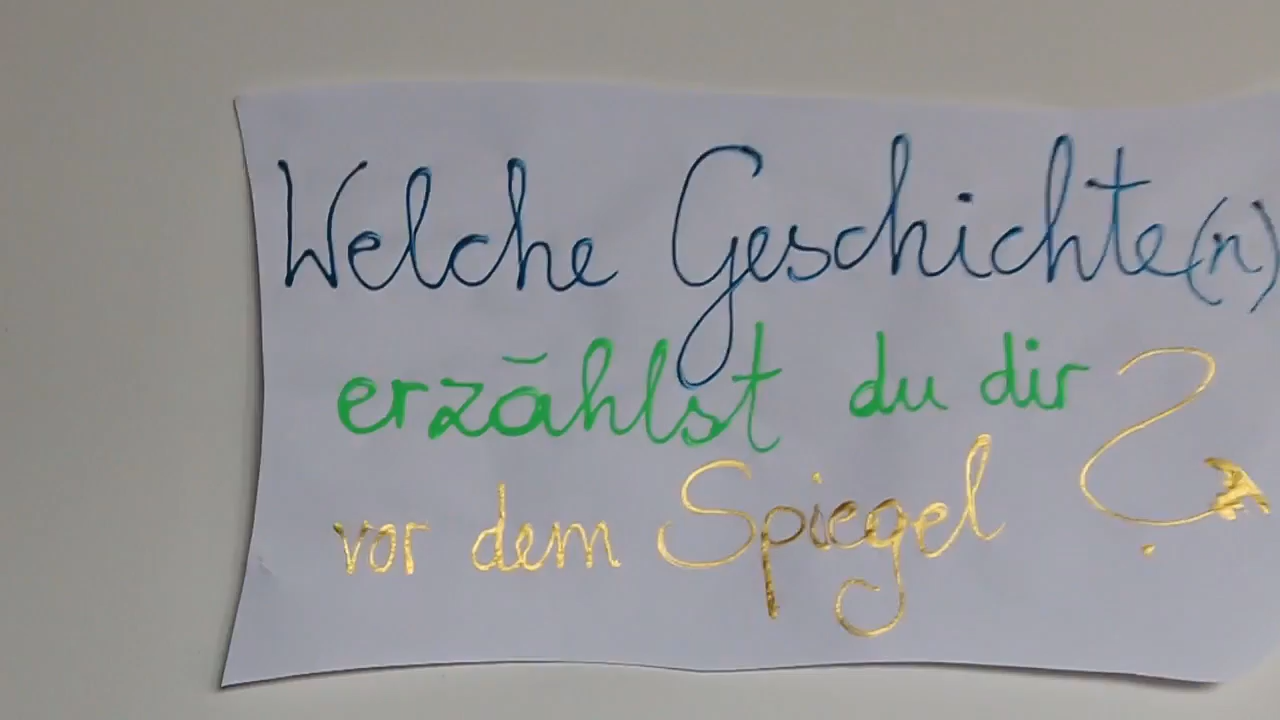 Welche Geschichte(n)
erzählst du dir
vor dem Spiegel?